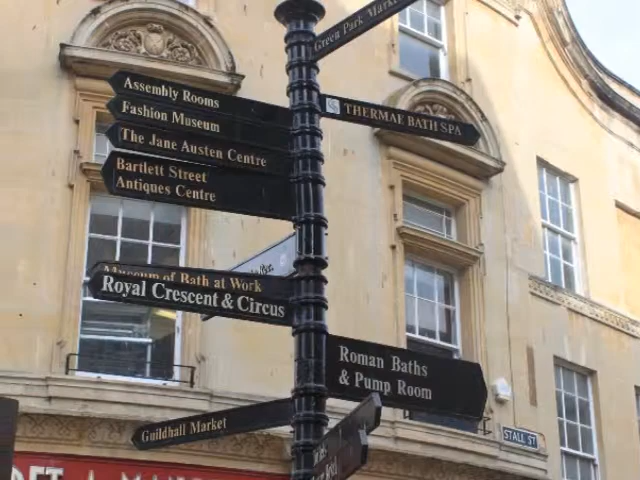 Green Park Market
Assembly Rooms
Fashion Museum
The Jane Austen Centre
Bartlett Street
Antiques Centre
THERMAE BATH SPA
Museum of Bath at Work
Royal Crescent & Circus
Roman Baths
& Pump Room
Guildhall Market
STALL ST